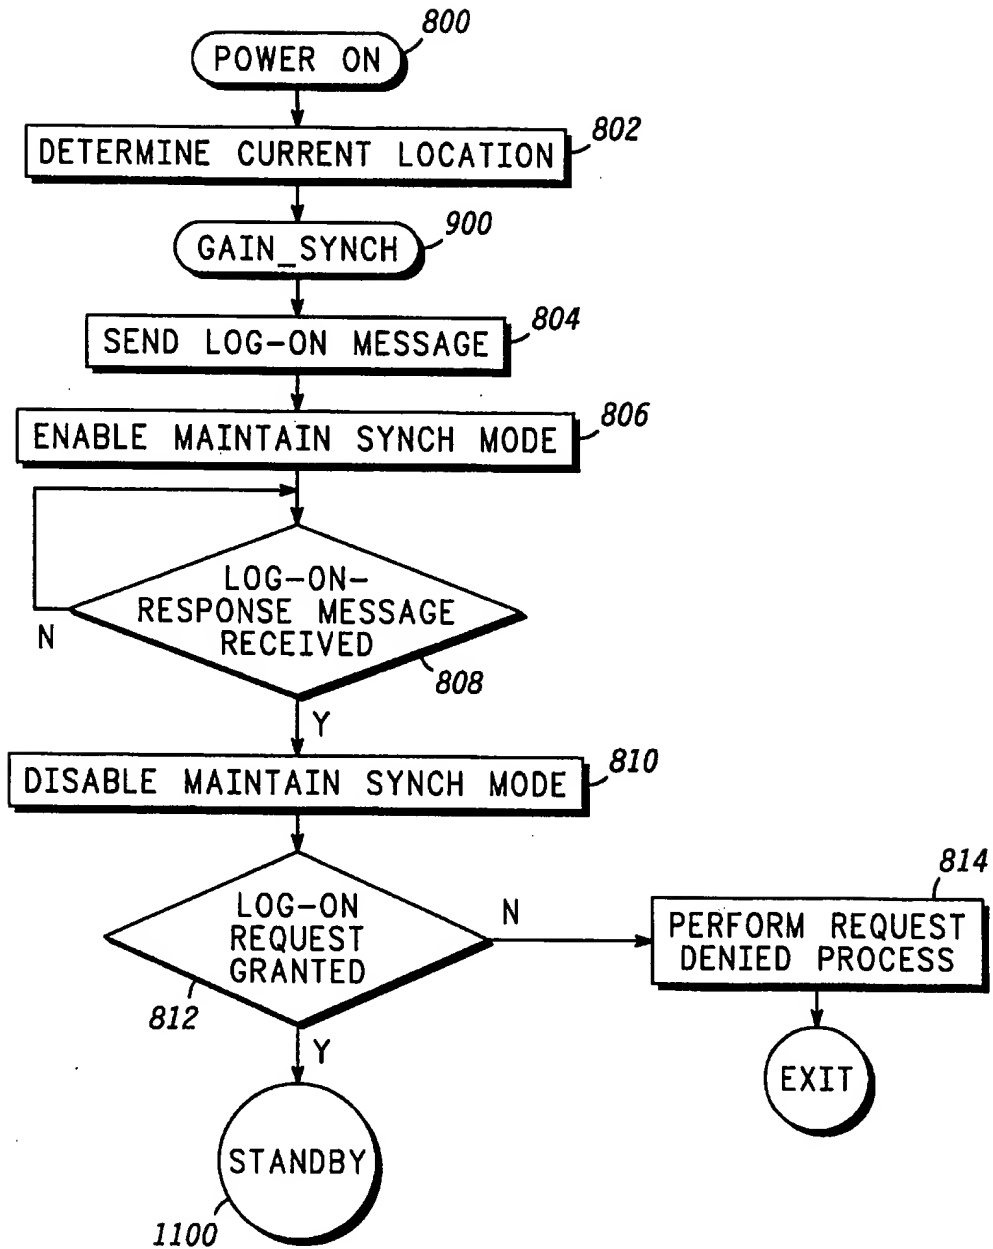 800
POWER ON
802
DETERMINE CURRENT LOCATION
900
GAIN_SYNCH
804
SEND LOG-ON MESSAGE
806
ENABLE MAINTAIN SYNCH MODE
LOG-ON-
RESPONSE MESSAGE
RECEIVED
N
808
Y
810
DISABLE MAINTAIN SYNCH MODE
LOG-ON
REQUEST
GRANTED
N
812
Y
814
PERFORM REQUEST
DENIED PROCESS
EXIT
STANDBY
1100